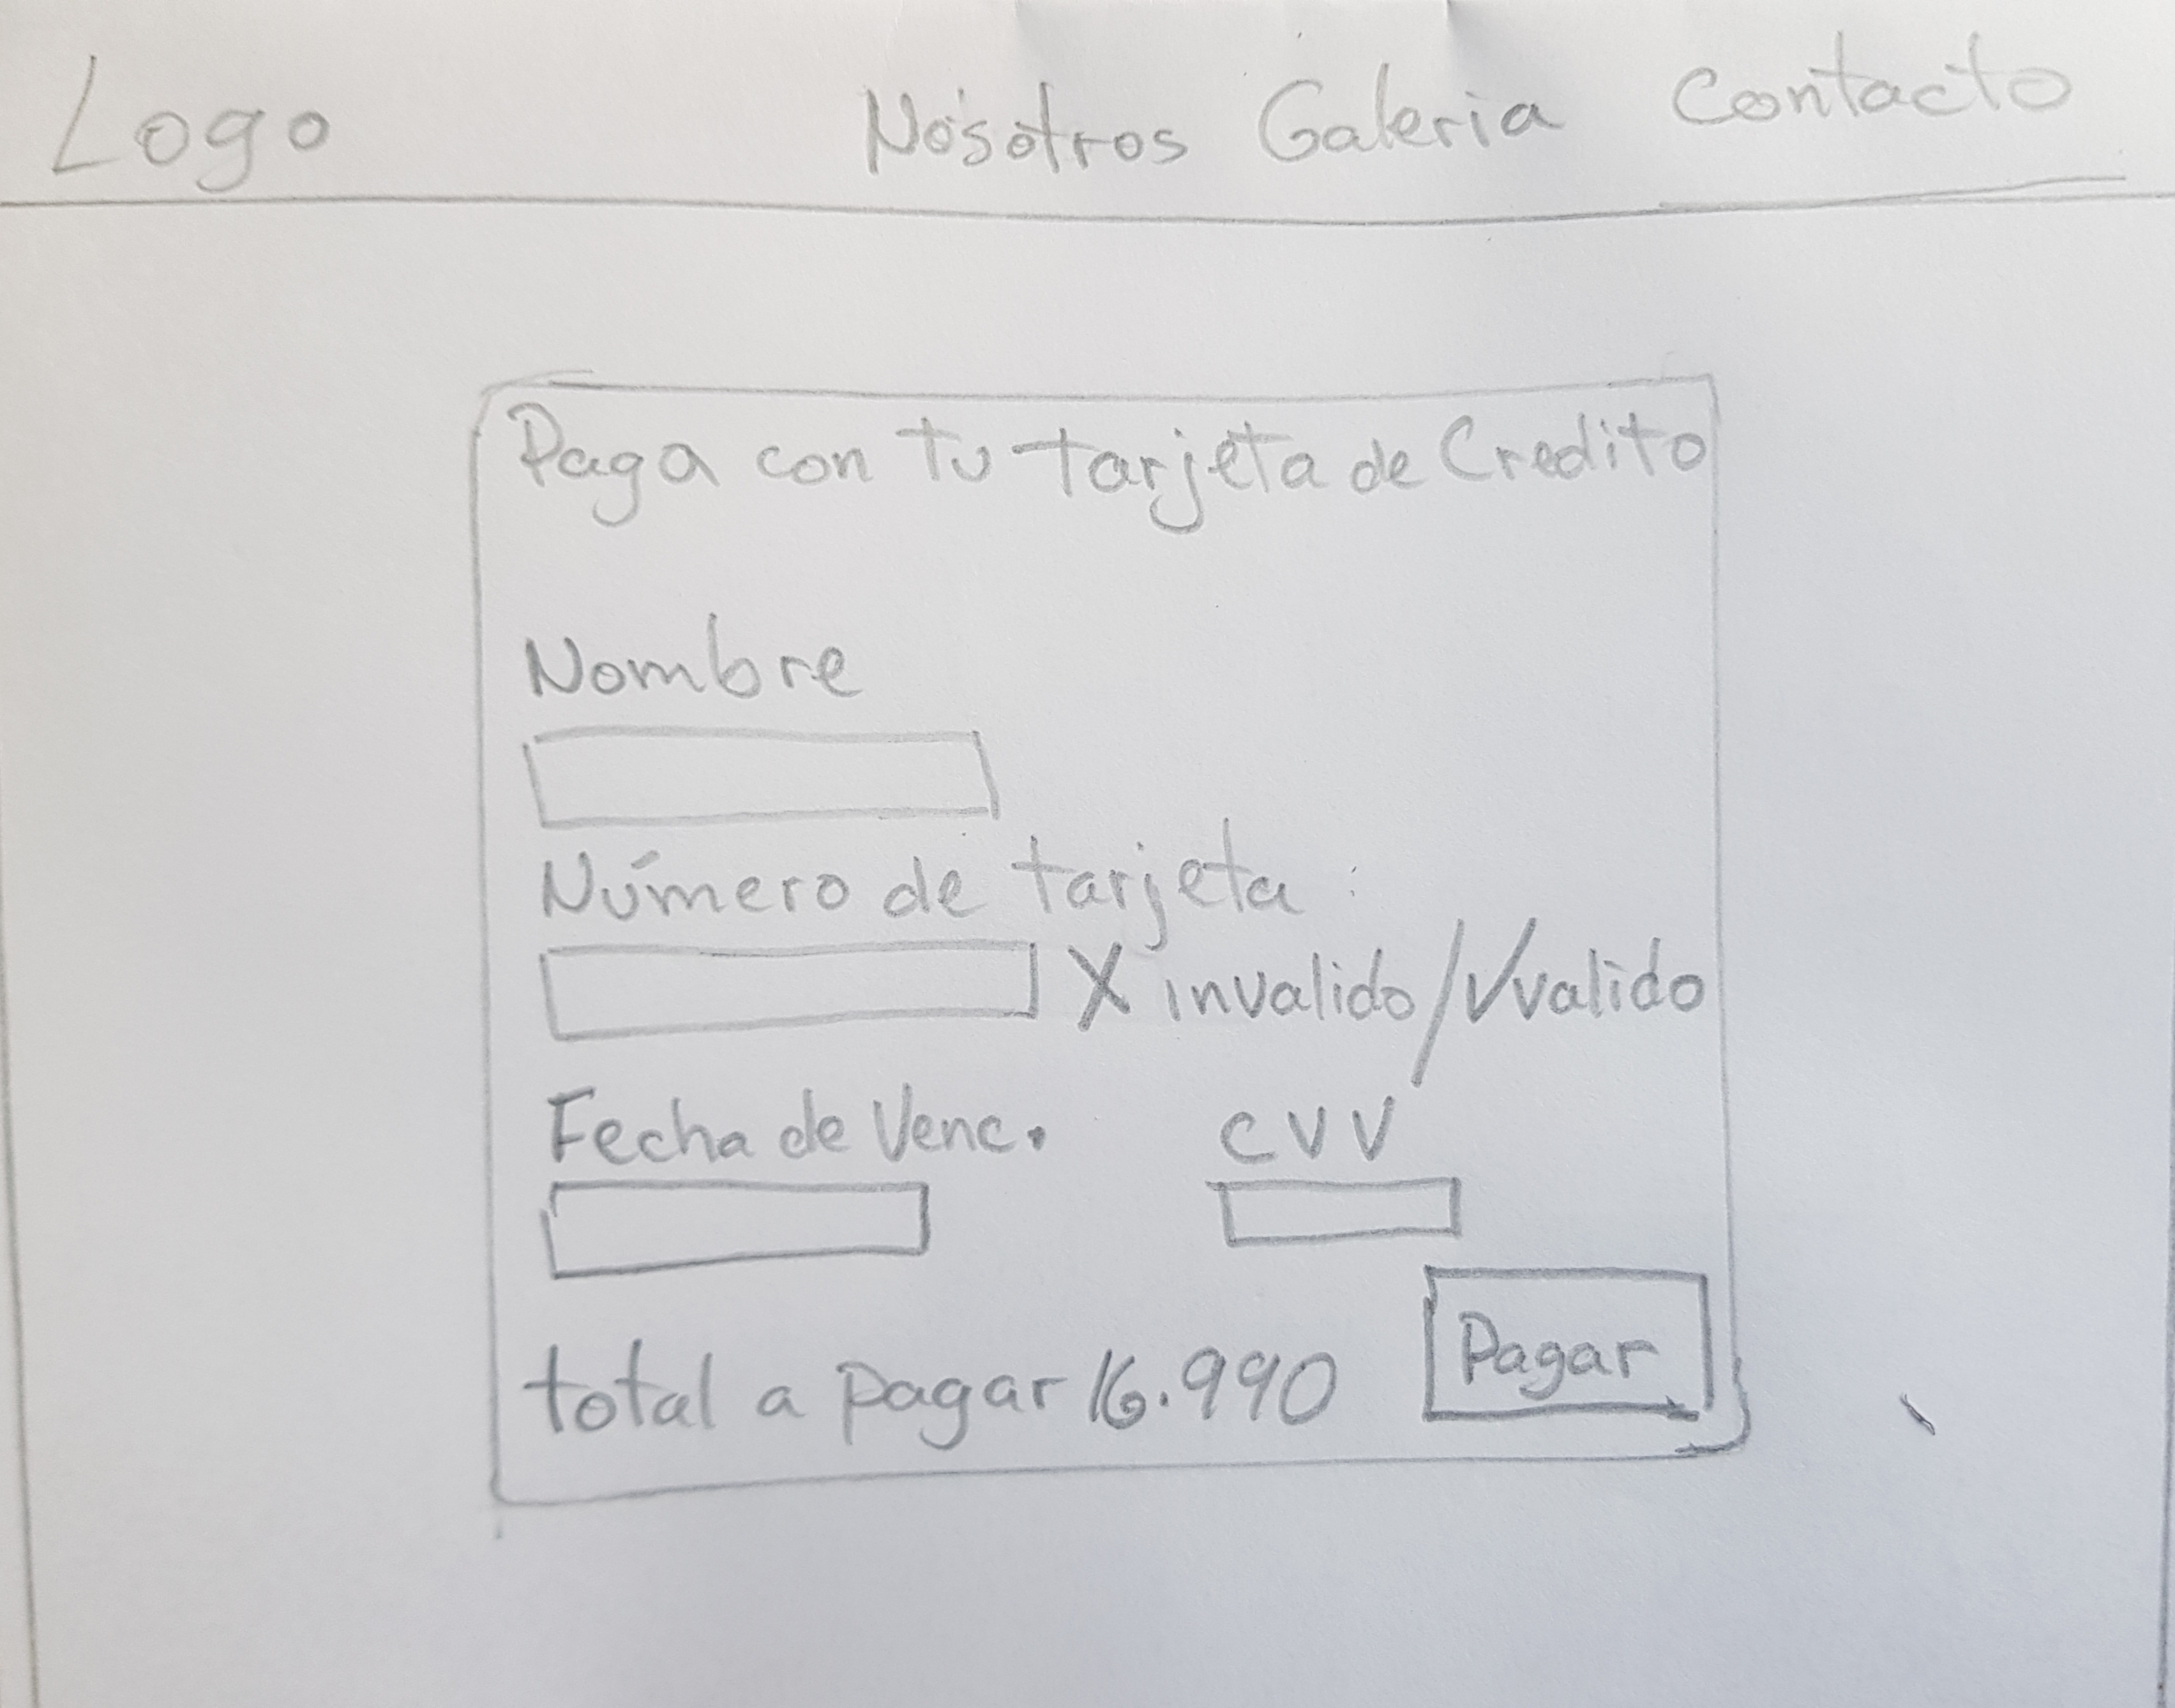 Logo Nosotros Galeria Contacto
Paga con tu tarjeta de Credito
Nombre
Número de tarjeta :
X invalido/✓valido
Fecha de Venc. CVV
total a pagar 16.990 Pagar